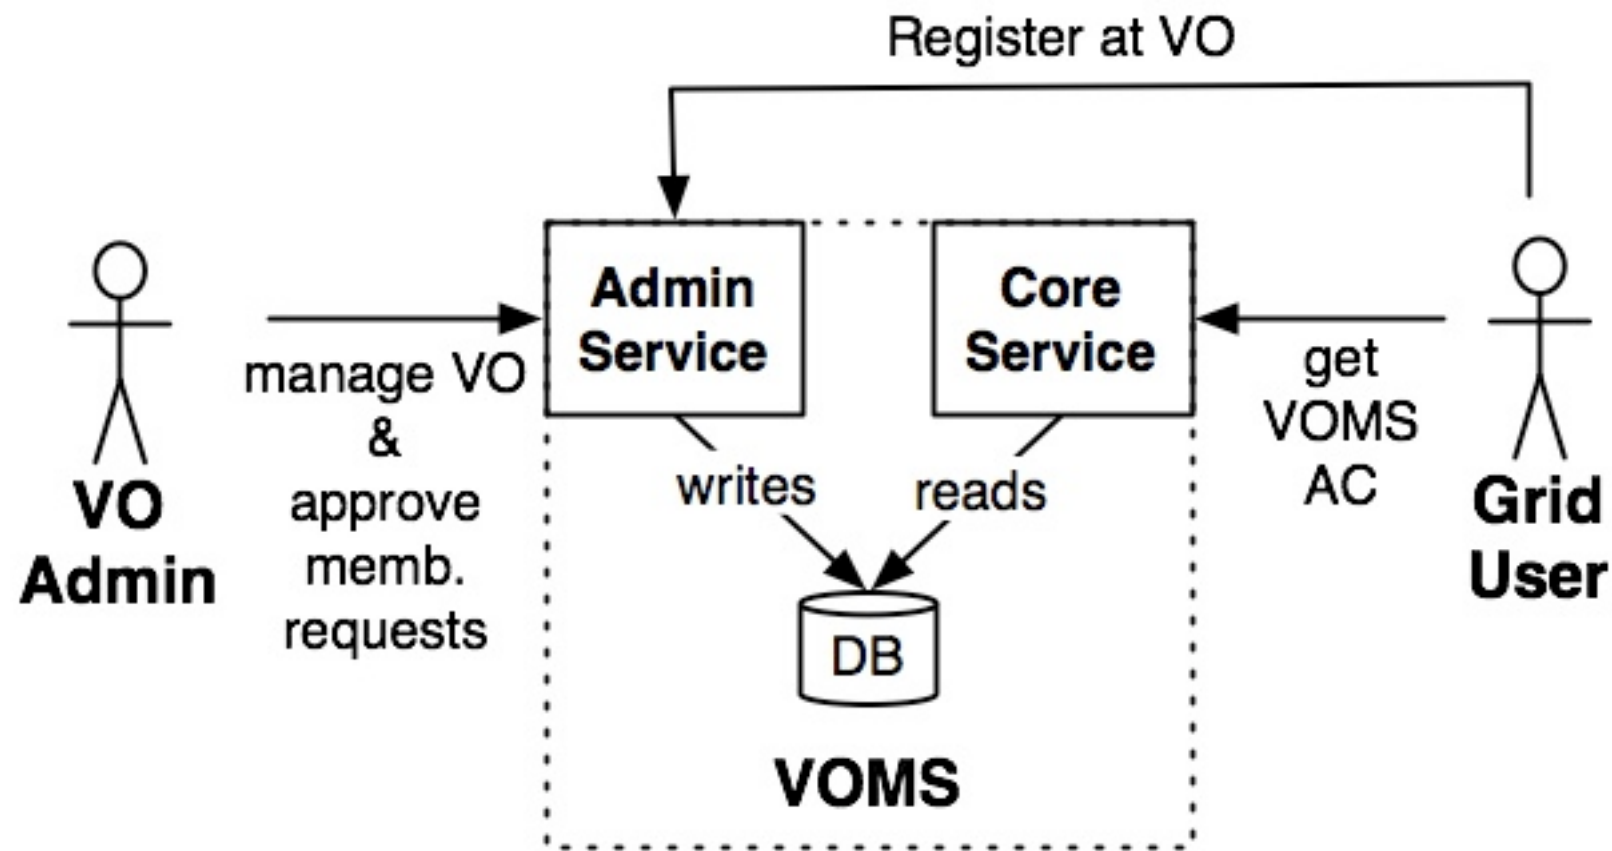 Register at VO
Admin
Service
Core
Service
manage VO
&
approve
memb.
requests
get
VOMS
AC
VO
Admin
Grid
User
writes
reads
DB
VOMS